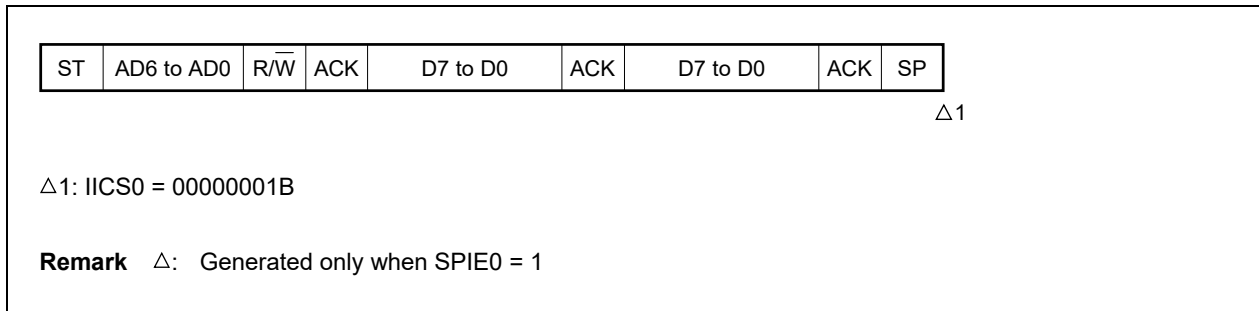 ST AD6 to AD0 R/W̅ ACK D7 to D0 ACK D7 to D0 ACK SP
△1
△1: IICS0 = 00000001B
Remark △: Generated only when SPIE0 = 1